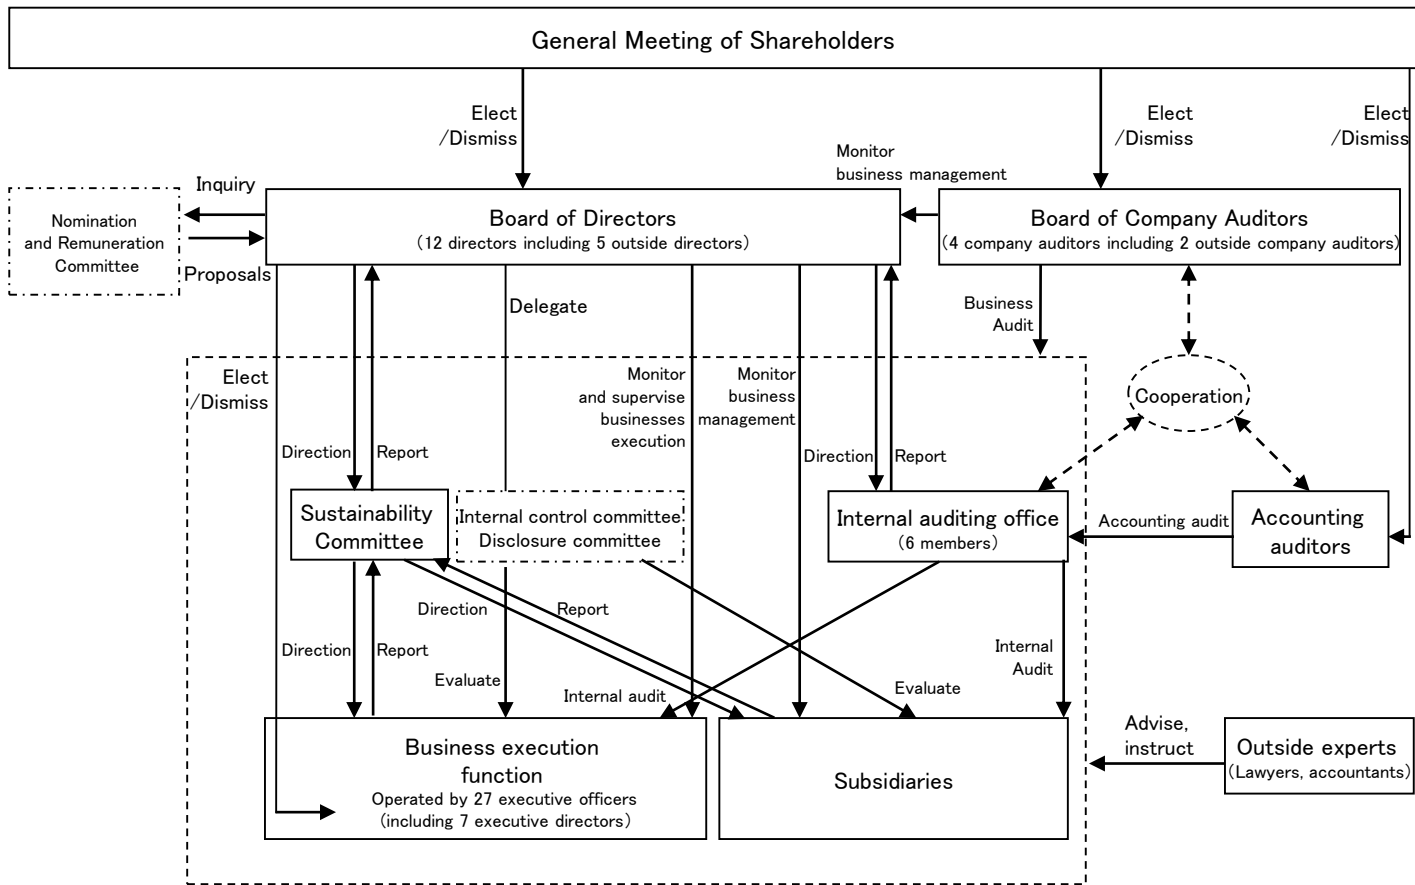 General Meeting of Shareholders
Elect
/Dismiss
Elect
/Dismiss
Elect
/Dismiss
Monitor
business management
Inquiry
Nomination
and Remuneration
Committee
Proposals
Board of Directors
(12 directors including 5 outside directors)
Board of Company Auditors
(4 company auditors including 2 outside company auditors)
Delegate
Business
Audit
Elect
/Dismiss
Monitor
and supervise
businesses
execution
Monitor
business
management
Cooperation
Direction
Report
Direction
Report
Sustainability
Committee
Internal control committee
Disclosure committee
Internal auditing office
(6 members)
Accounting audit
Accounting
auditors
Direction
Report
Direction
Report
Evaluate
Internal audit
Evaluate
Internal
Audit
Business execution
function
Operated by 27 executive officers
(including 7 executive directors)
Subsidiaries
Advise,
instruct
Outside experts
(Lawyers, accountants)